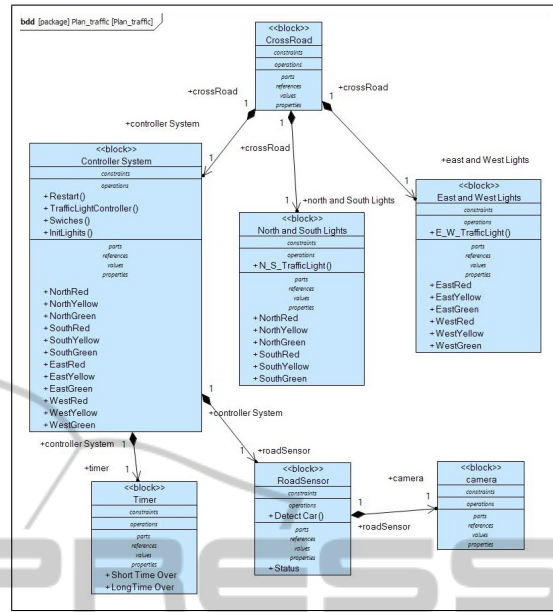 bdd [package] Plan_traffic [Plan_traffic]
<<block>>
CrossRoad
constraints
operations
parts
references
values
properties
+crossRoad
1
+controller System
1
1
+crossRoad
1
+north and South Lights
1
+crossRoad
+east and West Lights
1
<<block>>
Controller System
constraints
operations
+ Restart()
+ TrafficLightController()
+ Swiches()
+ InitLighits()
parts
references
values
properties
+ NorthRed
+ NorthYellow
+ NorthGreen
+ SouthRed
+ SouthYellow
+ SouthGreen
+ EastRed
+ EastYellow
+ EastGreen
+ WestRed
+ WestYellow
+ WestGreen
<<block>>
North and South Lights
constraints
operations
+ N_S_TrafficLight()
parts
references
values
properties
+ NorthRed
+ NorthYellow
+ NorthGreen
+ SouthRed
+ SouthYellow
+ SouthGreen
<<block>>
East and West Lights
constraints
operations
+ E_W_TrafficLight()
parts
references
values
properties
+ EastRed
+ EastYellow
+ EastGreen
+ WestRed
+ WestYellow
+ WestGreen
+controller System
1
+timer
1
1
+controller System
+roadSensor
1
<<block>>
Timer
constraints
operations
parts
references
values
properties
+ Short Time Over
+ LongTime Over
<<block>>
RoadSensor
constraints
operations
+ Detect Car()
parts
references
values
properties
+ Status
1
+roadSensor
+camera
1
<<block>>
camera
constraints
operations
parts
references
values
properties
PRESS